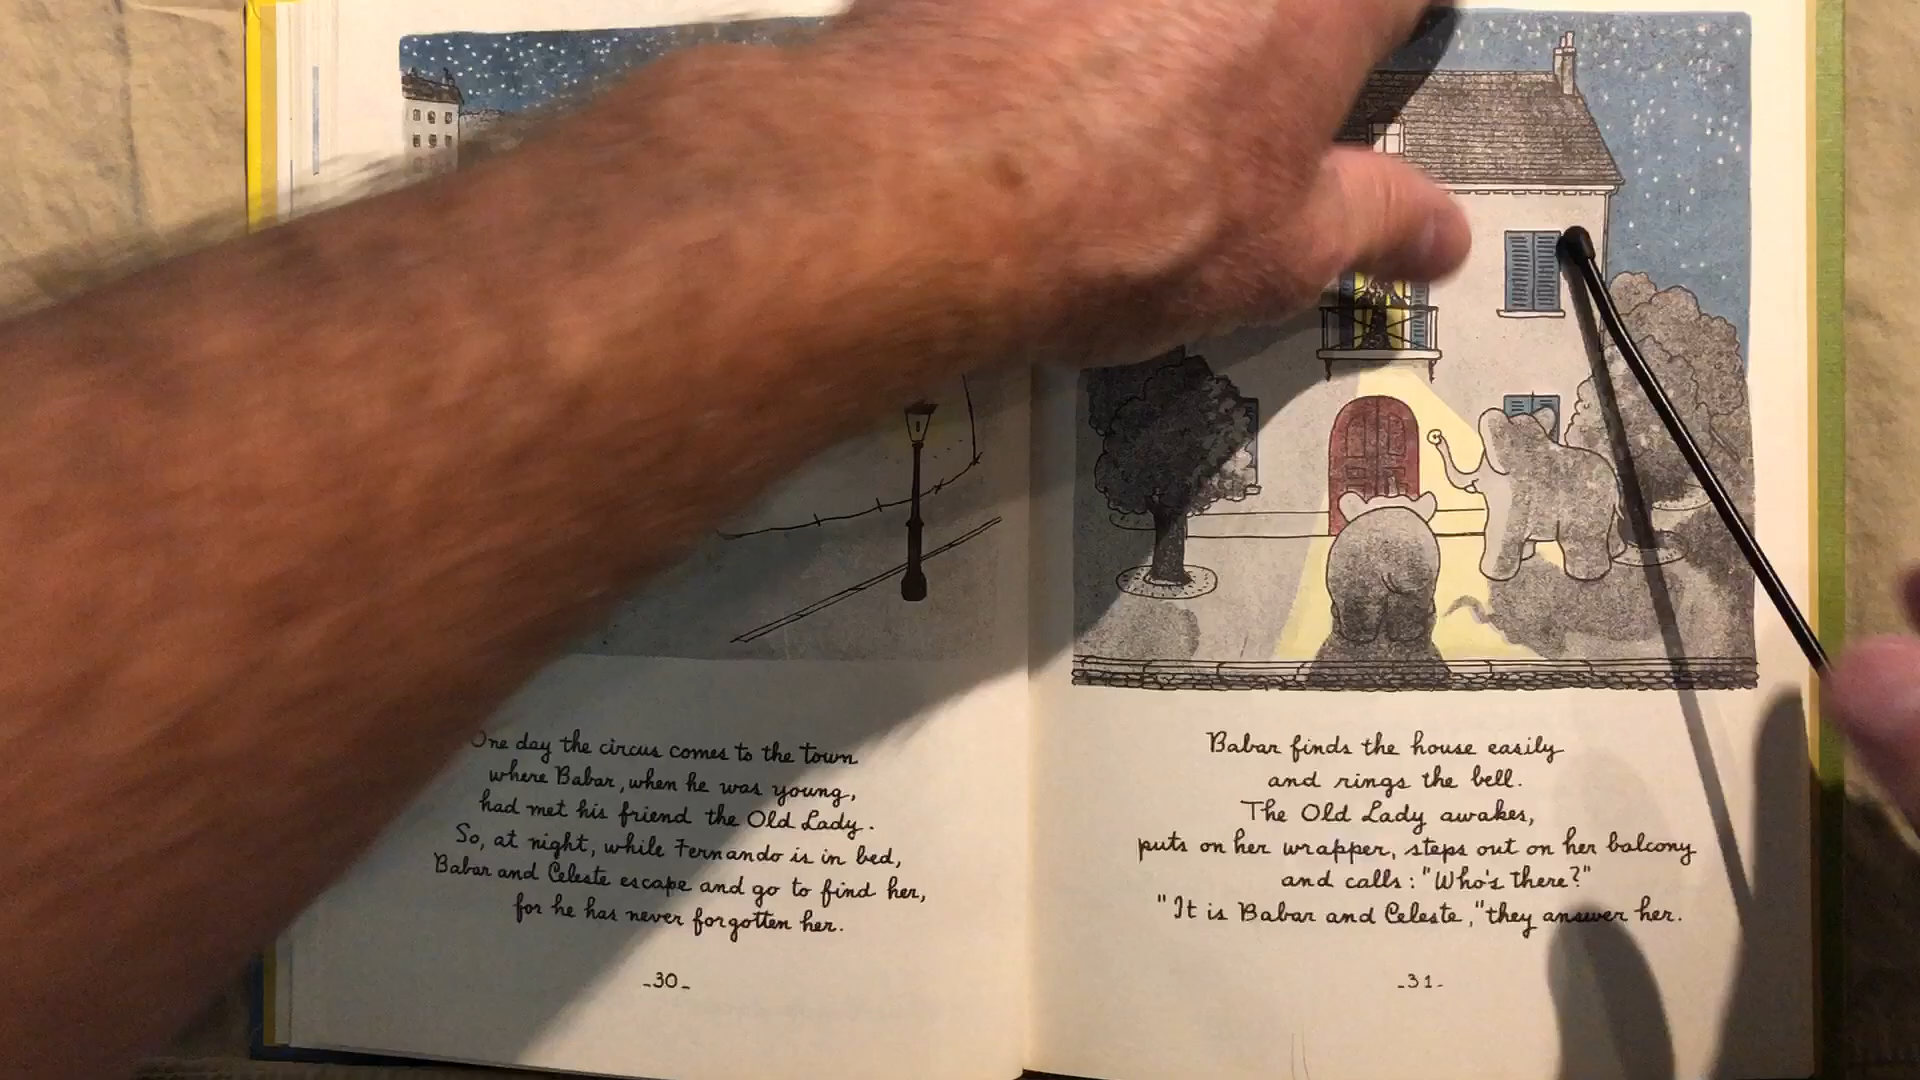 One day the circus comes to the town
where Babar, when he was young,
had met his friend the Old Lady.
So, at night, while Fernando is in bed,
Babar and Celeste escape and go to find her,
for he has never forgotten her.
_30_
Babar finds the house easily
and rings the bell.
The Old Lady awakes,
puts on her wrapper, steps out on her balcony
and calls: "Who's there?"
"It is Babar and Celeste," they answer her.
_31_